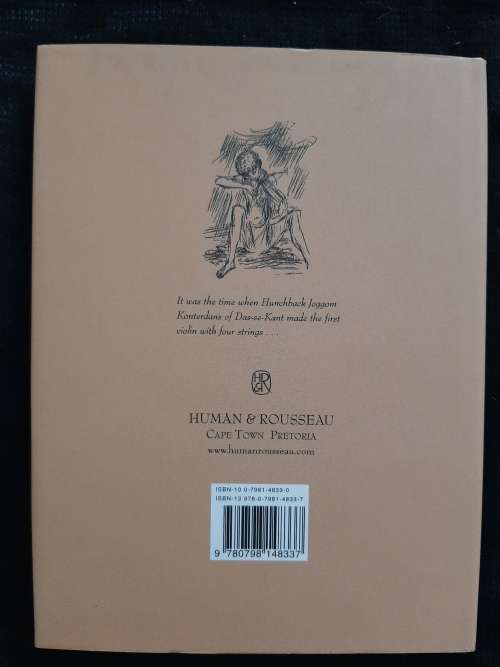 It was the time when Hunchback Joggom
Konterdans of Das-se-Kant made the first
violin with four strings . . .
H&R
HUMAN & ROUSSEAU
CAPE TOWN PRETORIA
www.humanrousseau.com
ISBN-10 0-7981-4833-0
ISBN-13 978-0-7981-4833-7
9 780798 148337